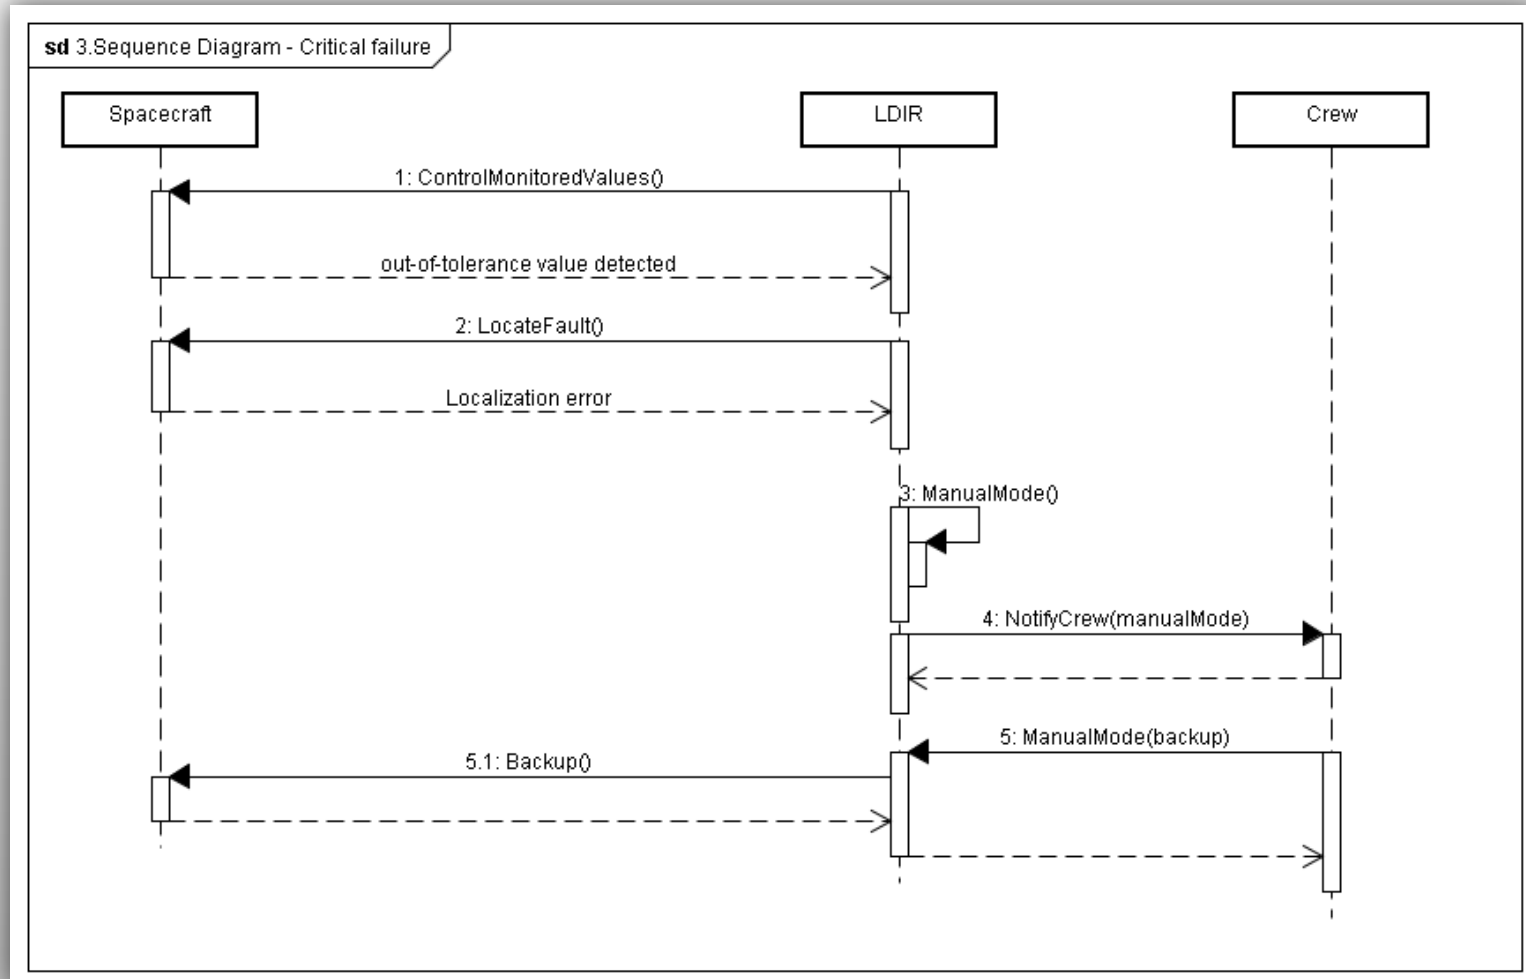 sd 3.Sequence Diagram - Critical failure
Spacecraft
LDIR
Crew
1: ControlMonitoredValues()
out-of-tolerance value detected
2: LocateFault()
Localization error
3: ManualMode()
4: NotifyCrew(manualMode)
5: ManualMode(backup)
5.1: Backup()